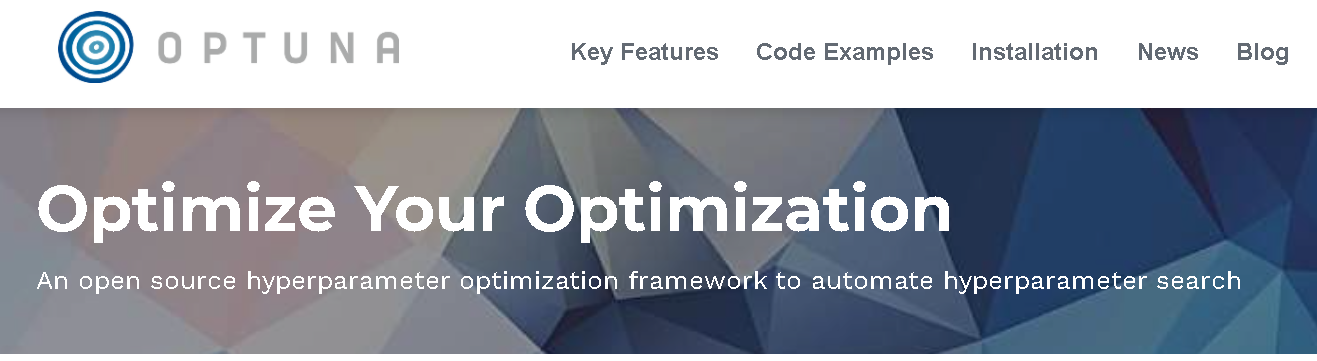 OPTUNA
Key Features Code Examples Installation News Blog
Optimize Your Optimization
An open source hyperparameter optimization framework to automate hyperparameter search